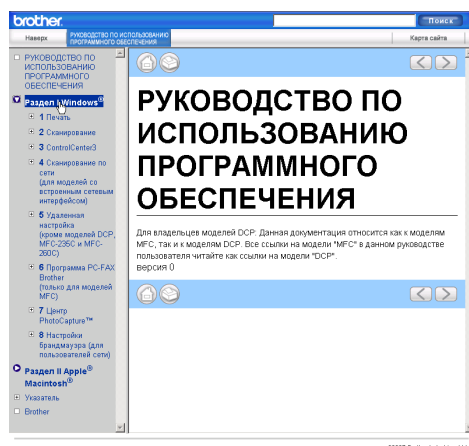 brother.
Поиск
Наверх
РУКОВОДСТВО ПО ИСПОЛЬЗОВАНИЮ
ПРОГРАММНОГО ОБЕСПЕЧЕНИЯ
Карта сайта
РУКОВОДСТВО ПО
ИСПОЛЬЗОВАНИЮ
ПРОГРАММНОГО
ОБЕСПЕЧЕНИЯ
Раздел I Windows®
1 Печать
2 Сканирование
3 ControlCenter3
4 Сканирование по
сети
(для моделей со
встроенным сетевым
интерфейсом)
5 Удаленная
настройка
(кроме моделей DCP,
MFC-235C и MFC-
260C)
6 Программа PC-FAX
Brother
(только для моделей
MFC)
7 Центр
PhotoCapture™
8 Настройки
брандмауэра (для
пользователей сети)
Раздел II Apple®
Macintosh®
Указатель
Brother
РУКОВОДСТВО ПО
ИСПОЛЬЗОВАНИЮ
ПРОГРАММНОГО
ОБЕСПЕЧЕНИЯ
Для владельцев моделей DCP: Данная документация относится как к моделям
MFC, так и к моделям DCP. Все ссылки на модели "MFC" в данном руководстве
пользователя читайте как ссылки на модели "DCP".
версия 0